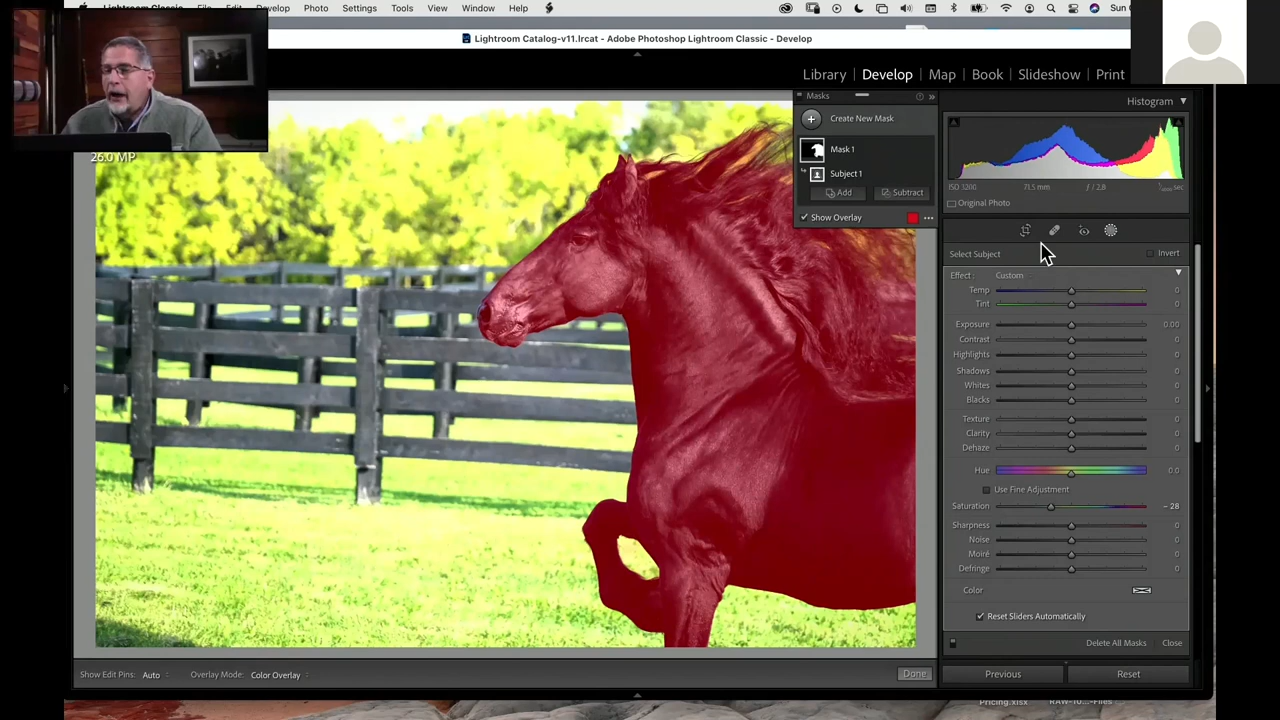 Lightroom Classic File Edit Develop Photo Settings Tools View Window Help
Lightroom Catalog-v11.lrcat - Adobe Photoshop Lightroom Classic - Develop
Library | Develop | Map | Book | Slideshow | Print
26.0 MP
Masks
Create New Mask
Mask 1
Subject 1
Add Subtract
Show Overlay
Histogram
ISO 3200 71.5 mm ƒ / 2.8 sec
Original Photo
Select Subject Invert
Effect : Custom
Temp 0
Tint 0
Exposure 0.00
Contrast 0
Highlights 0
Shadows 0
Whites 0
Blacks 0
Texture 0
Clarity 0
Dehaze 0
Hue 0.0
Use Fine Adjustment
Saturation – 28
Sharpness 0
Noise 0
Moiré 0
Defringe 0
Color
Reset Sliders Automatically
Delete All Masks Close
Previous Reset
Show Edit Pins: Auto Overlay Mode: Color Overlay Done
Pricing.xlsx